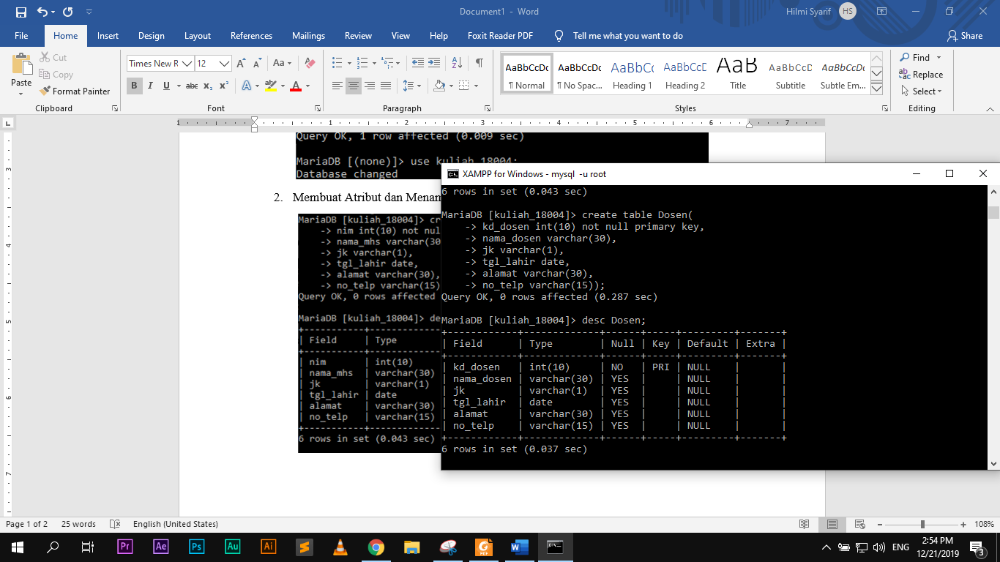 Document1 - Word
Hilmi Syarif
HS
File
Home
Insert
Design
Layout
References
Mailings
Review
View
Help
Foxit Reader PDF
Tell me what you want to do
Share
Paste
Cut
Copy
Format Painter
Clipboard
Times New R
12
Font
Paragraph
AaBbCcDc
¶ Normal
AaBbCcDc
¶ No Spac...
AaBbCc
Heading 1
AaBbCcD
Heading 2
AaB
Title
AaBbCcD
Subtitle
AaBbCcDc
Subtle Em...
Styles
Find
Replace
Select
Editing
Query OK, 1 row affected (0.009 sec)
MariaDB [(none)]> use kuliah_18004;
Database changed
2. Membuat Atribut dan Menam
MariaDB [kuliah_18004]> cr
-> nim int(10) not nul
-> nama_mhs varchar(30
-> jk varchar(1),
-> tgl_lahir date,
-> alamat varchar(30),
-> no_telp varchar(15)
Query OK, 0 rows affected
MariaDB [kuliah_18004]> de
| Field | Type
| nim | int(10)
| nama_mhs | varchar(30)
| jk | varchar(1)
| tgl_lahir | date
| alamat | varchar(30)
| no_telp | varchar(15)
6 rows in set (0.043 sec)
XAMPP for Windows - mysql -u root
6 rows in set (0.043 sec)
MariaDB [kuliah_18004]> create table Dosen(
-> kd_dosen int(10) not null primary key,
-> nama_dosen varchar(30),
-> jk varchar(1),
-> tgl_lahir date,
-> alamat varchar(30),
-> no_telp varchar(15));
Query OK, 0 rows affected (0.287 sec)
MariaDB [kuliah_18004]> desc Dosen;
+------------+-------------+------+-----+---------+-------+
| Field | Type | Null | Key | Default | Extra |
+------------+-------------+------+-----+---------+-------+
| kd_dosen | int(10) | NO | PRI | NULL | |
| nama_dosen | varchar(30) | YES | | NULL | |
| jk | varchar(1) | YES | | NULL | |
| tgl_lahir | date | YES | | NULL | |
| alamat | varchar(30) | YES | | NULL | |
| no_telp | varchar(15) | YES | | NULL | |
+------------+-------------+------+-----+---------+-------+
6 rows in set (0.037 sec)
Page 1 of 2
25 words
English (United States)
108%
Pr
Ae
Ps
Au
Ai
ENG
2:54 PM
12/21/2019
3